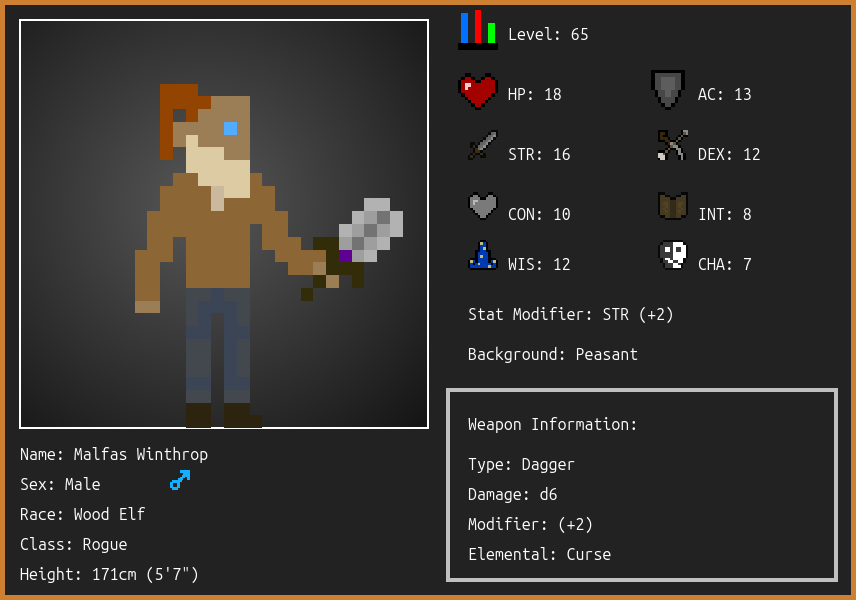 Level: 65
HP: 18
AC: 13
STR: 16
DEX: 12
CON: 10
INT: 8
WIS: 12
CHA: 7
Stat Modifier: STR (+2)
Background: Peasant
Weapon Information:
Type: Dagger
Damage: d6
Modifier: (+2)
Elemental: Curse
Name: Malfas Winthrop
Sex: Male
Race: Wood Elf
Class: Rogue
Height: 171cm (5'7")